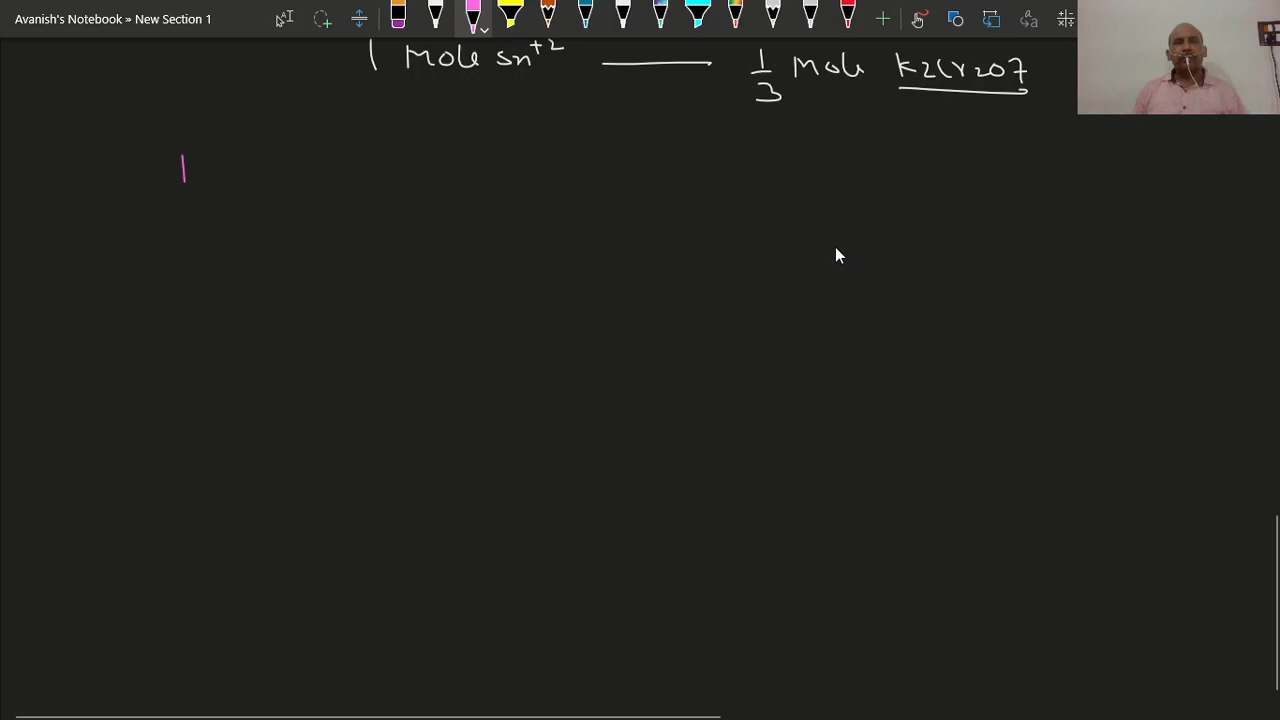 Avanish's Notebook » New Section 1
1 Mole sn+2 —— 1/3 Mole K2Cr2O7